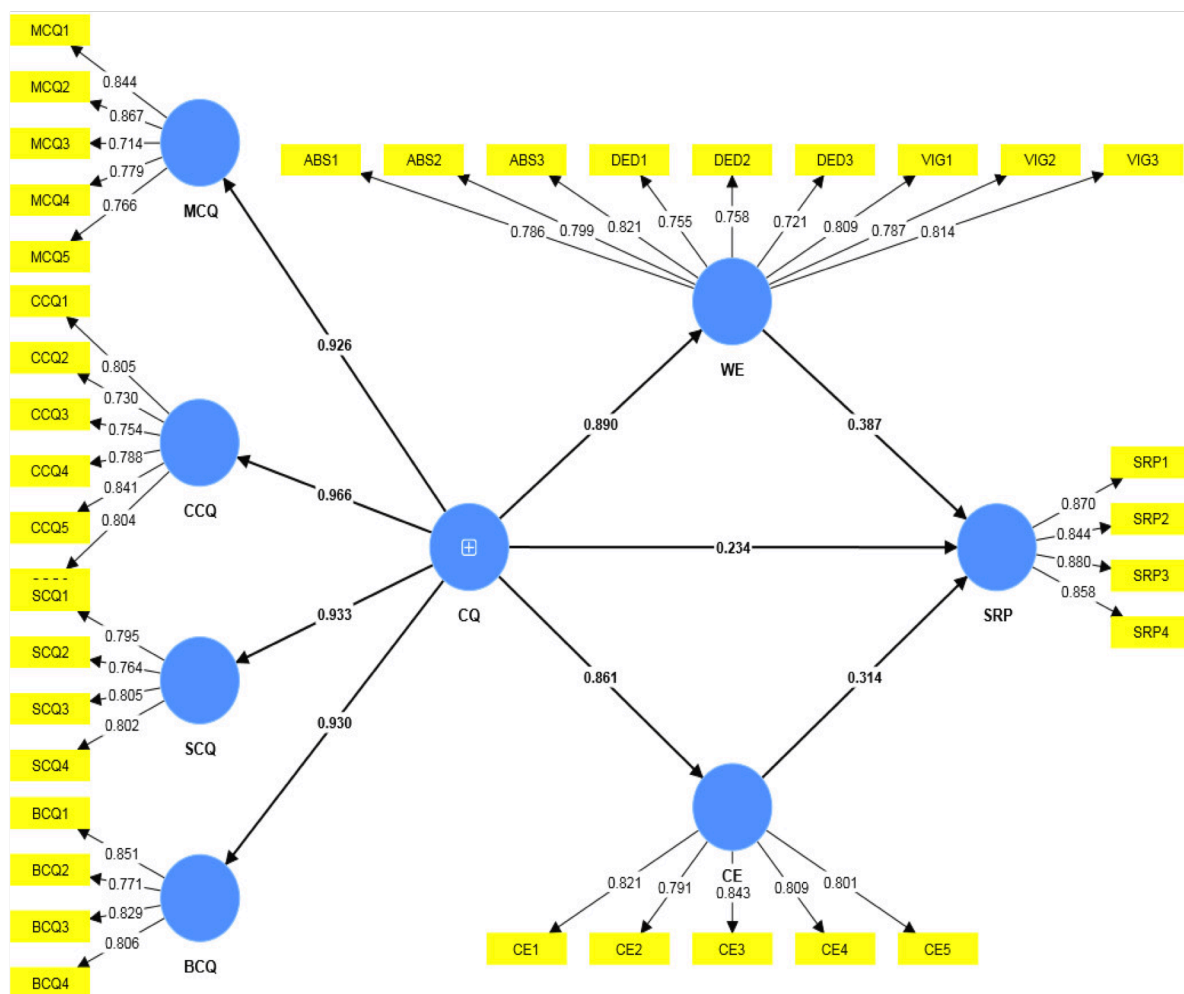 MCQ1
MCQ2
MCQ3
MCQ4
MCQ5
0.844
0.867
0.714
0.779
0.766
MCQ
CCQ1
CCQ2
CCQ3
CCQ4
CCQ5
0.805
0.730
0.754
0.788
0.841
0.804
CCQ
SCQ1
SCQ2
SCQ3
SCQ4
0.795
0.764
0.805
0.802
SCQ
BCQ1
BCQ2
BCQ3
BCQ4
0.851
0.771
0.829
0.806
BCQ
0.926
0.966
0.933
0.930
CQ
ABS1
ABS2
ABS3
DED1
DED2
DED3
VIG1
VIG2
VIG3
0.786
0.799
0.821
0.755
0.758
0.721
0.809
0.787
0.814
WE
0.890
0.387
0.234
0.861
0.314
SRP1
SRP2
SRP3
SRP4
0.870
0.844
0.880
0.858
SRP
CE
0.821
0.791
0.843
0.809
0.801
CE1
CE2
CE3
CE4
CE5